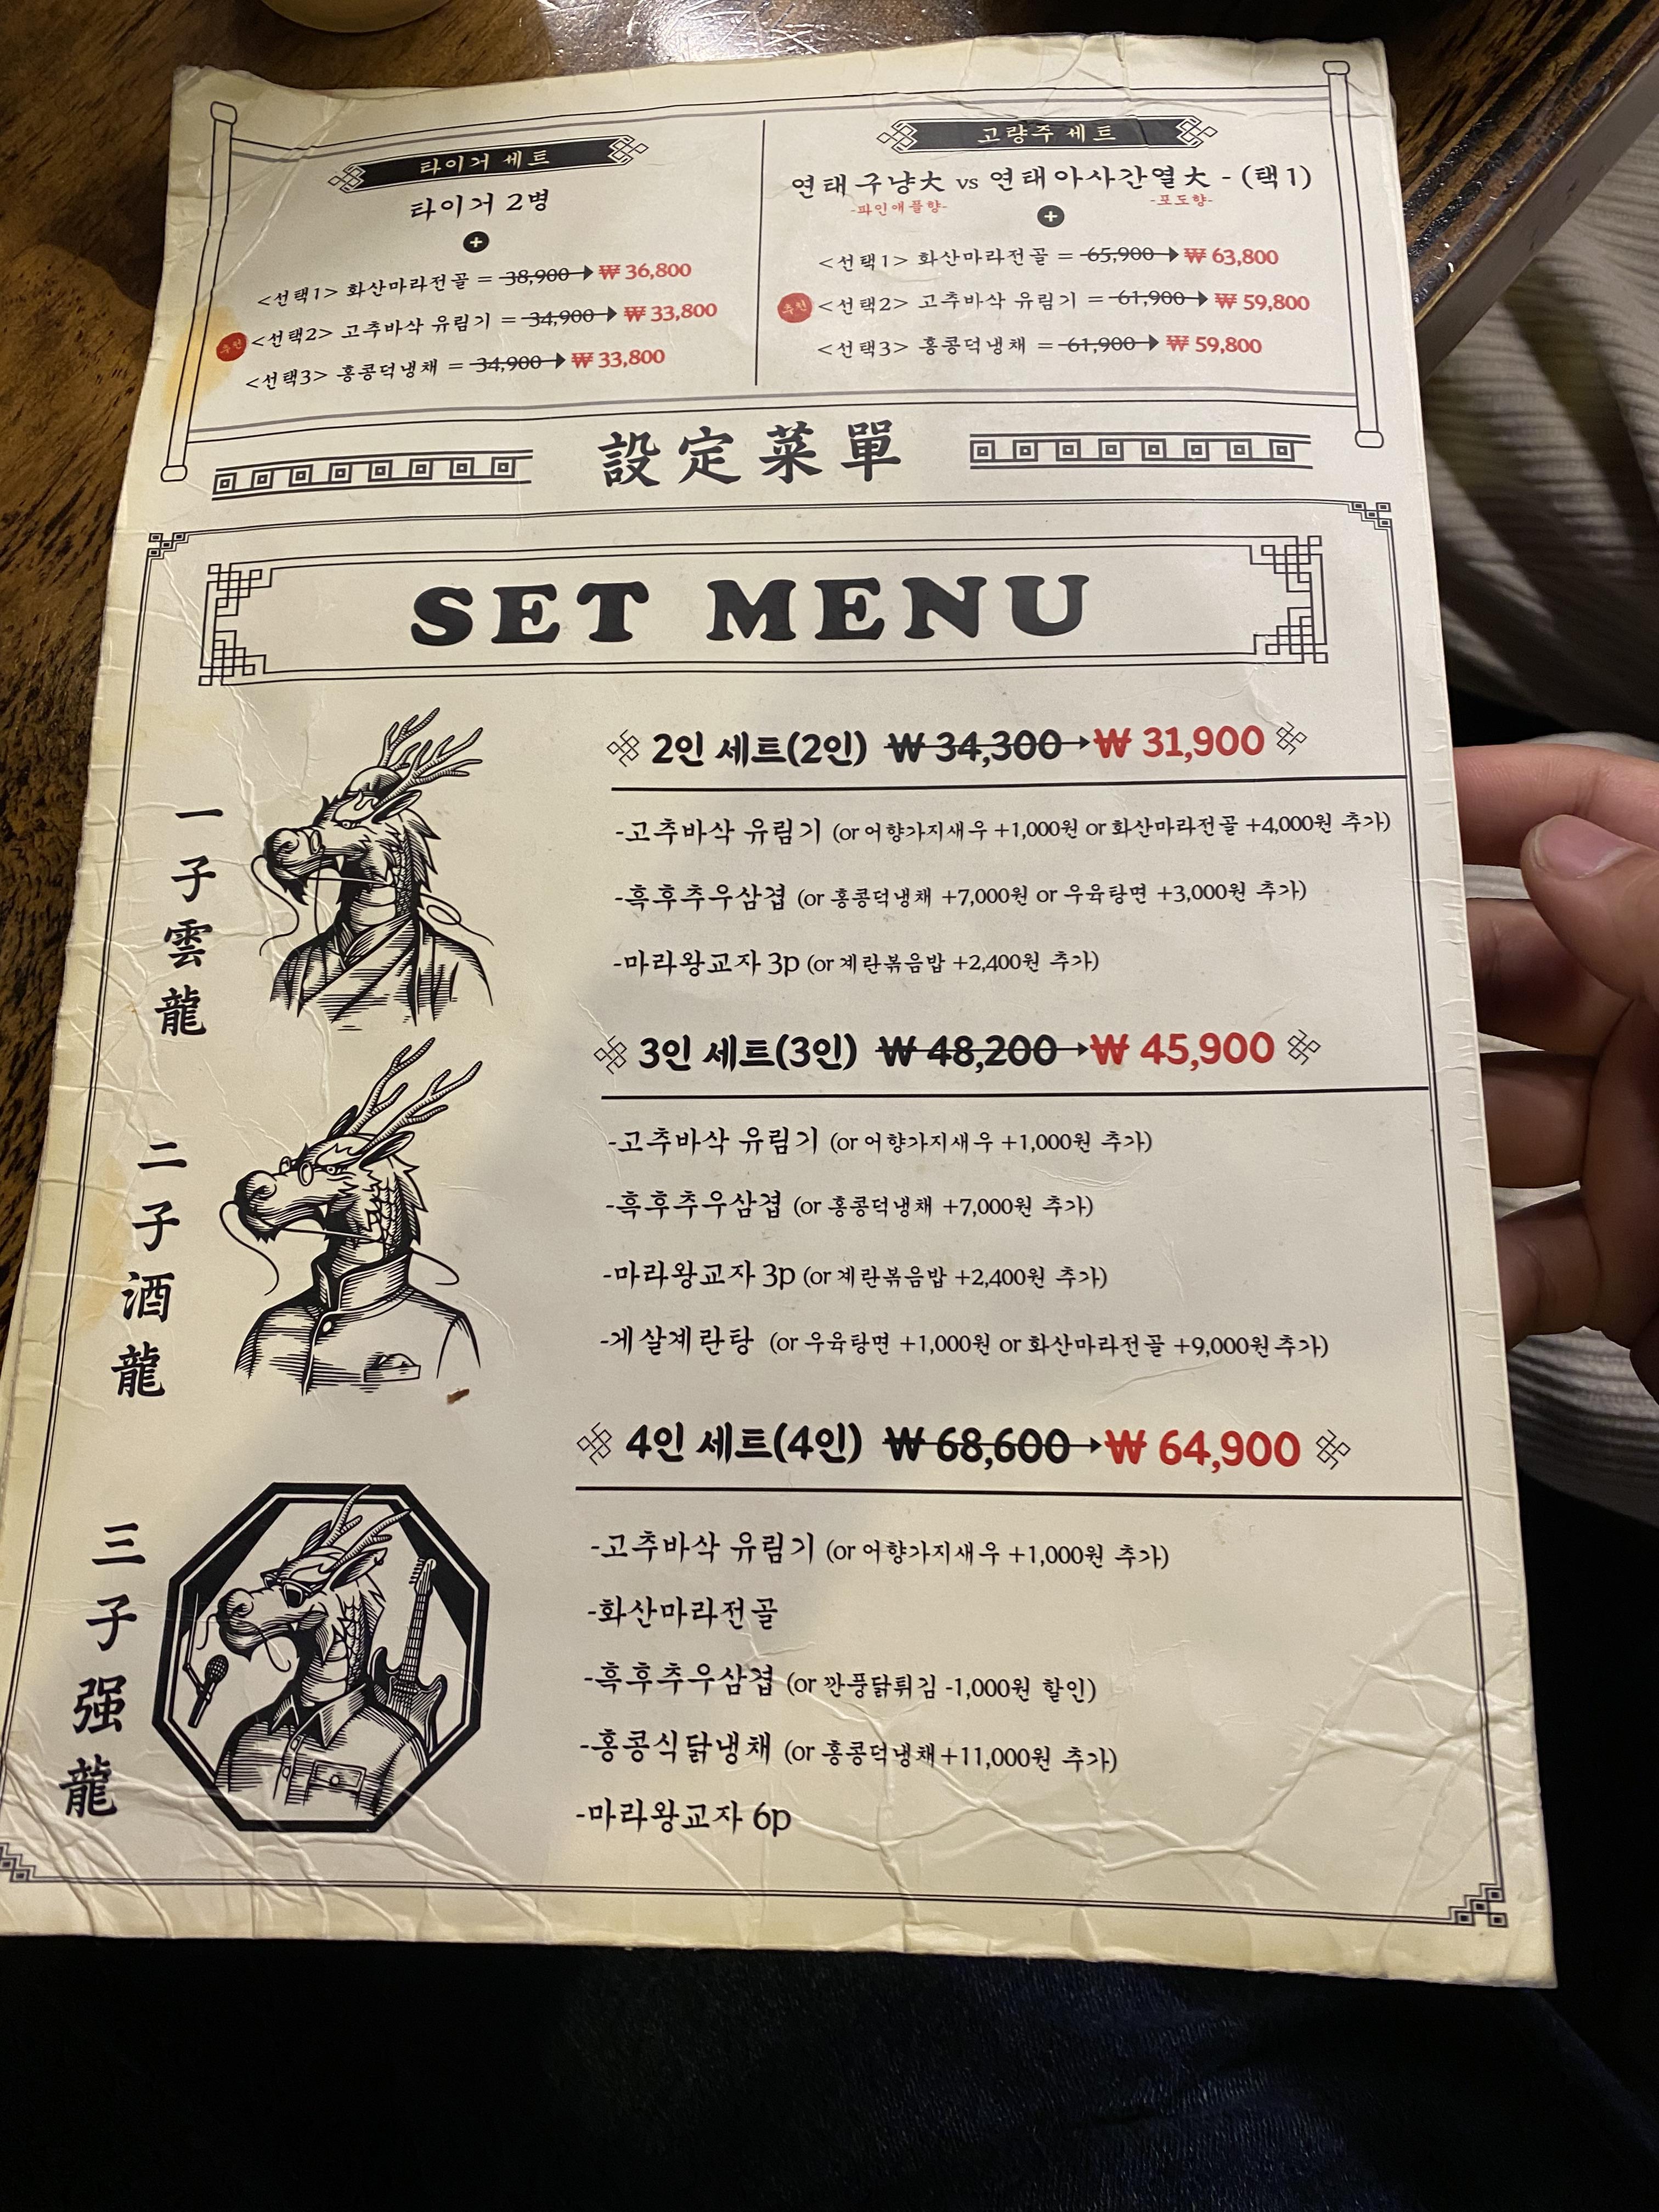 타이거 세트
타이거 2병
+
<선택1> 화산마라전골 = 38,900 → ₩ 36,800
추천 <선택2> 고추바삭 유림기 = 34,900 → ₩ 33,800
<선택3> 홍콩덕냉채 = 34,900 → ₩ 33,800
고량주 세트
연태구냥大 vs 연태아사간열大 - (택1)
-파인애플향- -포도향-
+
<선택1> 화산마라전골 = 65,900 → ₩ 63,800
추천 <선택2> 고추바삭 유림기 = 61,900 → ₩ 59,800
<선택3> 홍콩덕냉채 = 61,900 → ₩ 59,800
設定菜單
SET MENU
一子雲龍
2인 세트(2인) ₩ 34,300 → ₩ 31,900
-고추바삭 유림기 (or 어향가지새우 +1,000원 or 화산마라전골 +4,000원 추가)
-흑후추우삼겹 (or 홍콩덕냉채 +7,000원 or 우육탕면 +3,000원 추가)
-마라왕교자 3p (or 계란볶음밥 +2,400원 추가)
二子酒龍
3인 세트(3인) ₩ 48,200 → ₩ 45,900
-고추바삭 유림기 (or 어향가지새우 +1,000원 추가)
-흑후추우삼겹 (or 홍콩덕냉채 +7,000원 추가)
-마라왕교자 3p (or 계란볶음밥 +2,400원 추가)
-게살계란탕 (or 우육탕면 +1,000원 or 화산마라전골 +9,000원 추가)
三子强龍
4인 세트(4인) ₩ 68,600 → ₩ 64,900
-고추바삭 유림기 (or 어향가지새우 +1,000원 추가)
-화산마라전골
-흑후추우삼겹 (or 깐풍닭튀김 -1,000원 할인)
-홍콩식닭냉채 (or 홍콩덕냉채+11,000원 추가)
-마라왕교자 6p